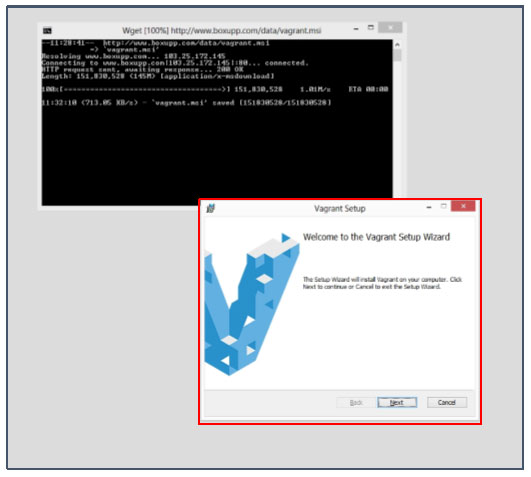 Wget [100%] http://www.boxupp.com/data/vagrant.msi
--11:28:41-- http://www.boxupp.com/data/vagrant.msi
=> `vagrant.msi'
Resolving www.boxupp.com... 103.25.172.145
Connecting to www.boxupp.com[103.25.172.145]:80... connected.
HTTP request sent, awaiting response... 200 OK
Length: 151,830,528 (145M) [application/x-msdownload]
100%[====================================>] 151,830,528 1.01M/s ETA 00:00
11:32:10 (713.05 KB/s) - `vagrant.msi' saved [151830528/151830528]
Vagrant Setup
Welcome to the Vagrant Setup Wizard
The Setup Wizard will install Vagrant on your computer. Click
Next to continue or Cancel to exit the Setup Wizard.
Back Next Cancel